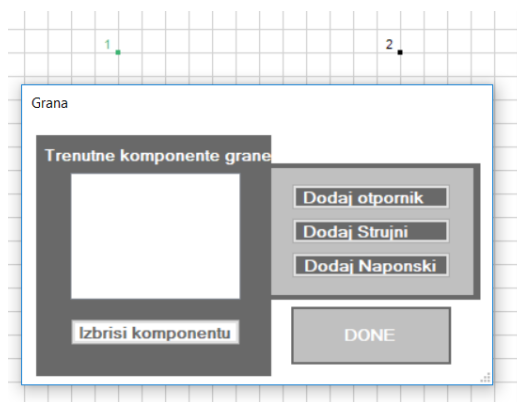 1
2
Grana
Trenutne komponente grane
Dodaj otpornik
Dodaj Strujni
Dodaj Naponski
Izbrisi komponentu
DONE